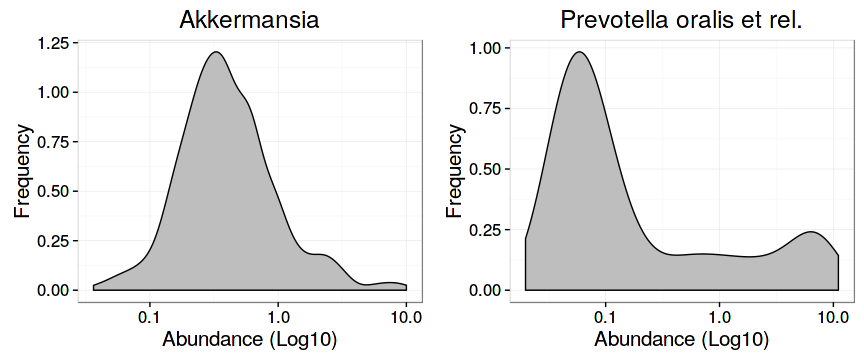 Akkermansia
Frequency
1.25
1.00
0.75
0.50
0.25
0.00
0.1 1.0 10.0
Abundance (Log10)
Prevotella oralis et rel.
Frequency
1.00
0.75
0.50
0.25
0.00
0.1 1.0 10.0
Abundance (Log10)